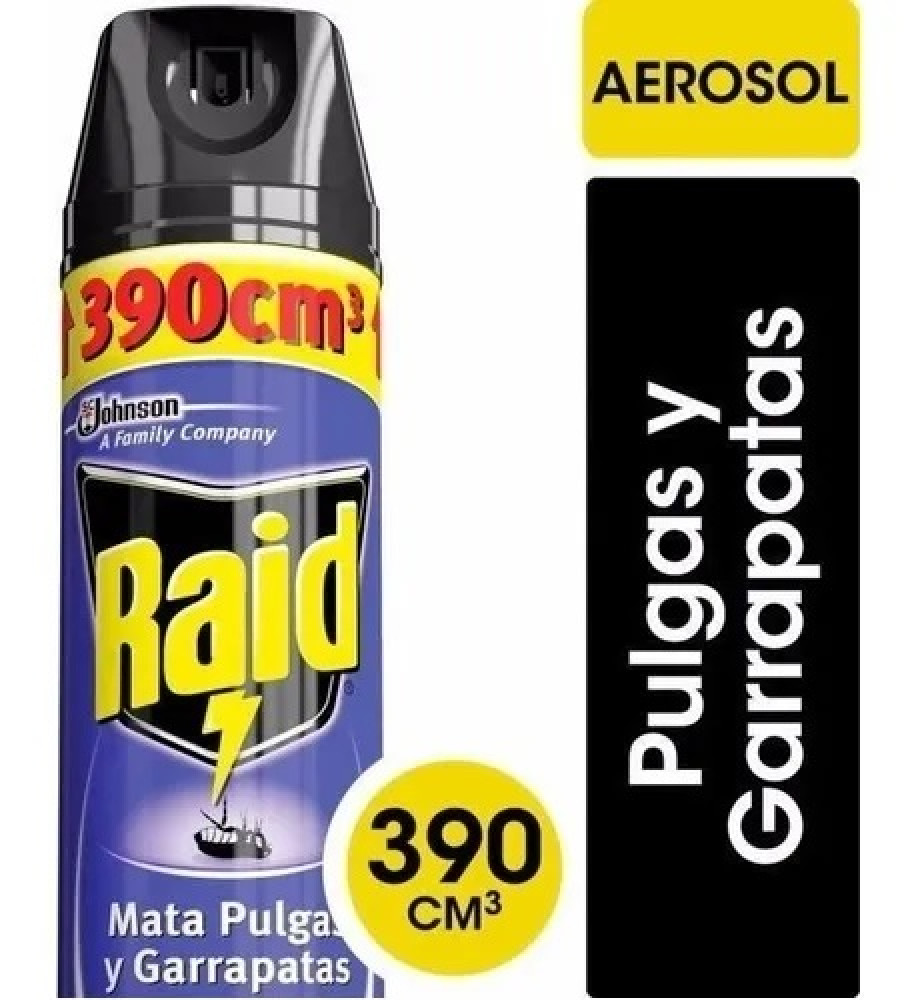 390cm³
SC Johnson
A Family Company
Raid®
Mata Pulgas
y Garrapatas
390
CM³
AEROSOL
Pulgas y
Garrapatas